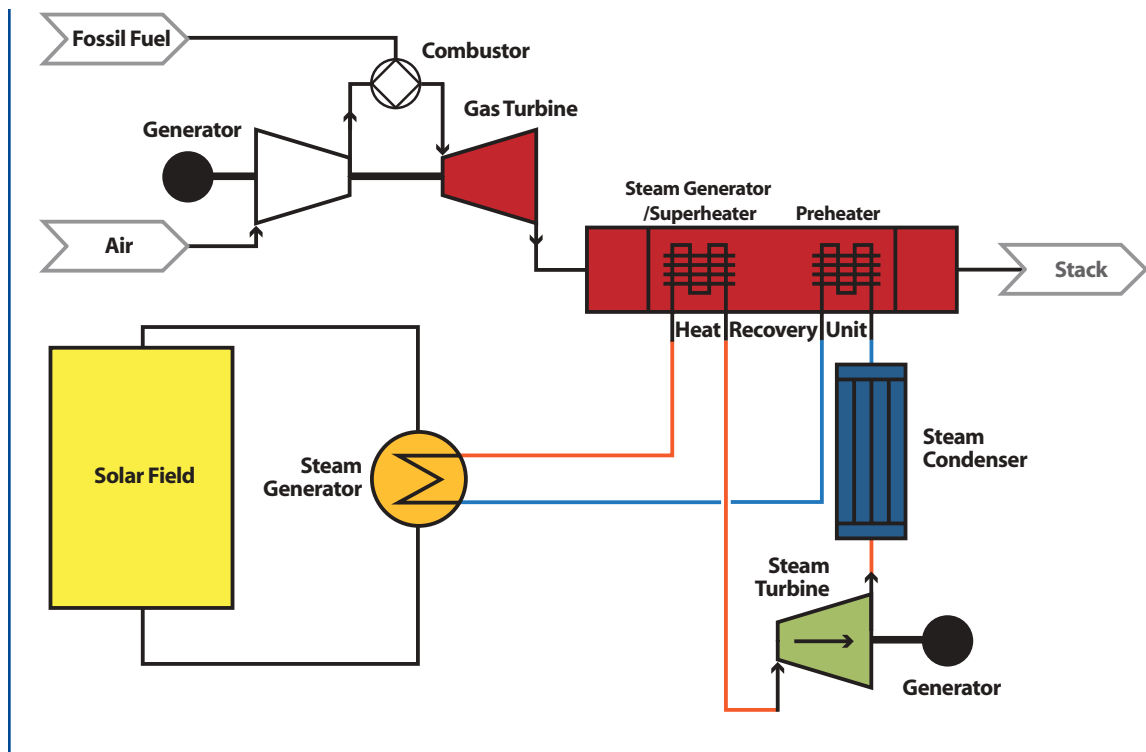 Fossil Fuel
Combustor
Gas Turbine
Generator
Air
Steam Generator
/Superheater
Preheater
Stack
Heat Recovery Unit
Solar Field
Steam
Generator
Steam
Condenser
Steam
Turbine
Generator